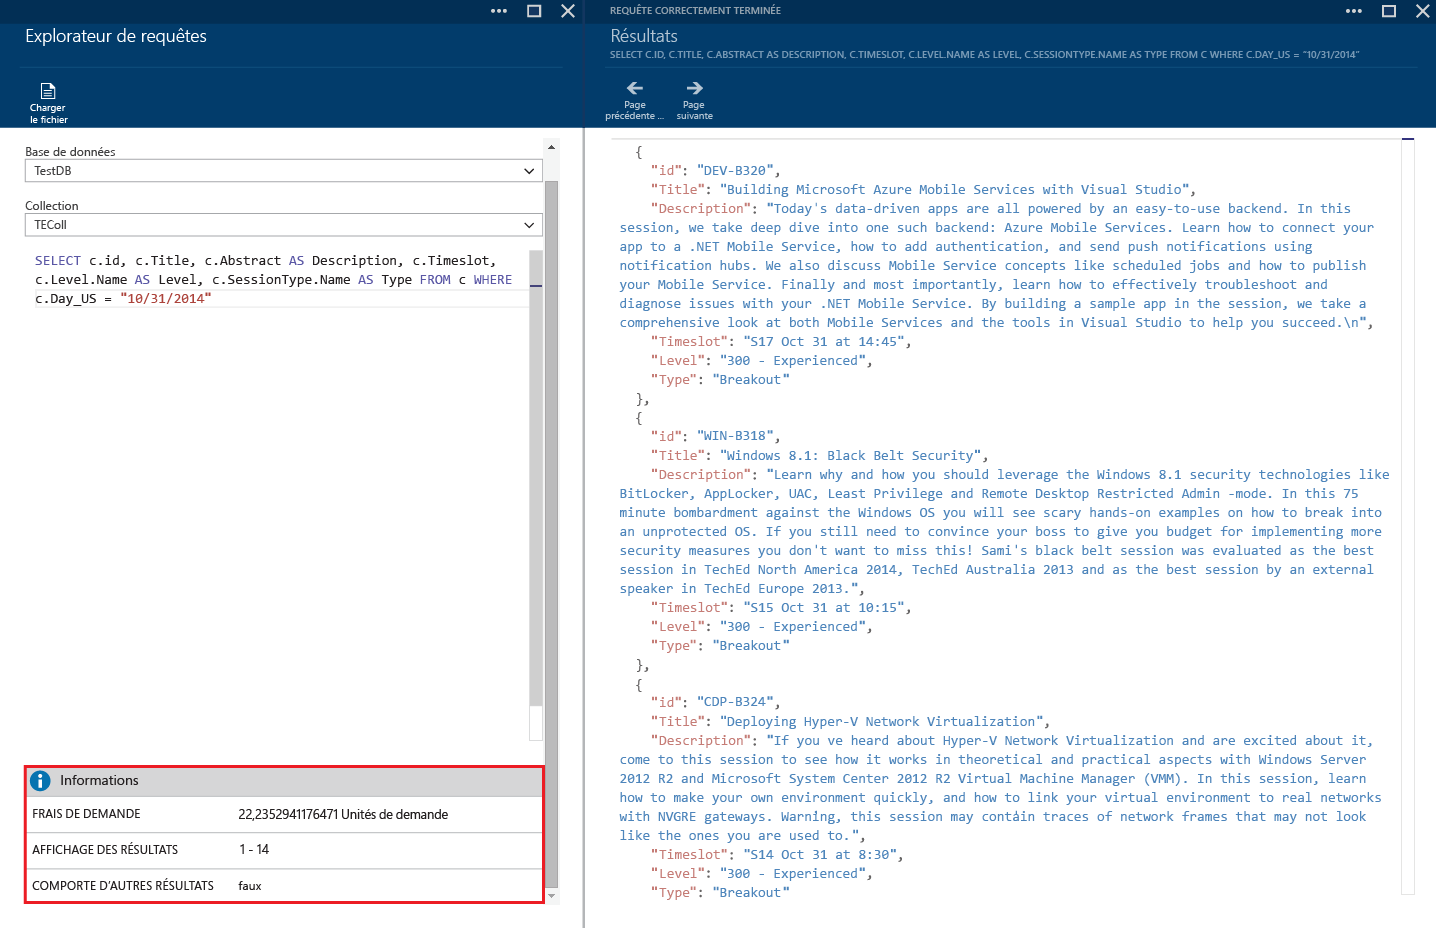 Explorateur de requêtes
Charger
le fichier
Base de données
TestDB
Collection
TEColl
SELECT c.id, c.Title, c.Abstract AS Description, c.Timeslot,
c.Level.Name AS Level, c.SessionType.Name AS Type FROM c WHERE
c.Day_US = "10/31/2014"
Informations
FRAIS DE DEMANDE 22,2352941176471 Unités de demande
AFFICHAGE DES RÉSULTATS 1 - 14
COMPORTE D'AUTRES RÉSULTATS faux
REQUÊTE CORRECTEMENT TERMINÉE
Résultats
SELECT C.ID, C.TITLE, C.ABSTRACT AS DESCRIPTION, C.TIMESLOT, C.LEVEL.NAME AS LEVEL, C.SESSIONTYPE.NAME AS TYPE FROM C WHERE C.DAY_US = "10/31/2014"
Page
précédente ...
Page
suivante
{
"id": "DEV-B320",
"Title": "Building Microsoft Azure Mobile Services with Visual Studio",
"Description": "Today's data-driven apps are all powered by an easy-to-use backend. In this
session, we take deep dive into one such backend: Azure Mobile Services. Learn how to connect your
app to a .NET Mobile Service, how to add authentication, and send push notifications using
notification hubs. We also discuss Mobile Service concepts like scheduled jobs and how to publish
your Mobile Service. Finally and most importantly, learn how to effectively troubleshoot and
diagnose issues with your .NET Mobile Service. By building a sample app in the session, we take a
comprehensive look at both Mobile Services and the tools in Visual Studio to help you succeed.\n",
"Timeslot": "S17 Oct 31 at 14:45",
"Level": "300 - Experienced",
"Type": "Breakout"
},
{
"id": "WIN-B318",
"Title": "Windows 8.1: Black Belt Security",
"Description": "Learn why and how you should leverage the Windows 8.1 security technologies like
BitLocker, AppLocker, UAC, Least Privilege and Remote Desktop Restricted Admin -mode. In this 75
minute bombardment against the Windows OS you will see scary hands-on examples on how to break into
an unprotected OS. If you still need to convince your boss to give you budget for implementing more
security measures you don't want to miss this! Sami's black belt session was evaluated as the best
session in TechEd North America 2014, TechEd Australia 2013 and as the best session by an external
speaker in TechEd Europe 2013.",
"Timeslot": "S15 Oct 31 at 10:15",
"Level": "300 - Experienced",
"Type": "Breakout"
},
{
"id": "CDP-B324",
"Title": "Deploying Hyper-V Network Virtualization",
"Description": "If you ve heard about Hyper-V Network Virtualization and are excited about it,
come to this session to see how it works in theoretical and practical aspects with Windows Server
2012 R2 and Microsoft System Center 2012 R2 Virtual Machine Manager (VMM). In this session, learn
how to make your own environment quickly, and how to link your virtual environment to real networks
with NVGRE gateways. Warning, this session may contain traces of network frames that may not look
like the ones you are used to.",
"Timeslot": "S14 Oct 31 at 8:30",
"Level": "300 - Experienced",
"Type": "Breakout"